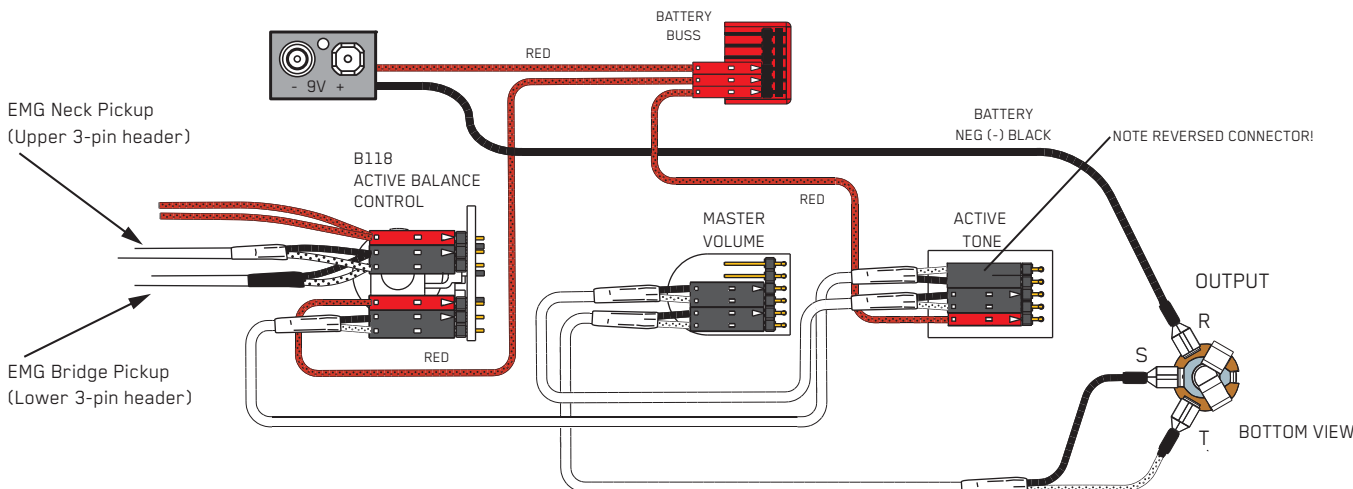 BATTERY
BUSS
RED
- 9V +
EMG Neck Pickup
(Upper 3-pin header)
BATTERY
NEG (-) BLACK
NOTE REVERSED CONNECTOR!
B118
ACTIVE BALANCE
CONTROL
RED
MASTER
VOLUME
ACTIVE
TONE
OUTPUT
R
S
RED
EMG Bridge Pickup
(Lower 3-pin header)
T
BOTTOM VIEW